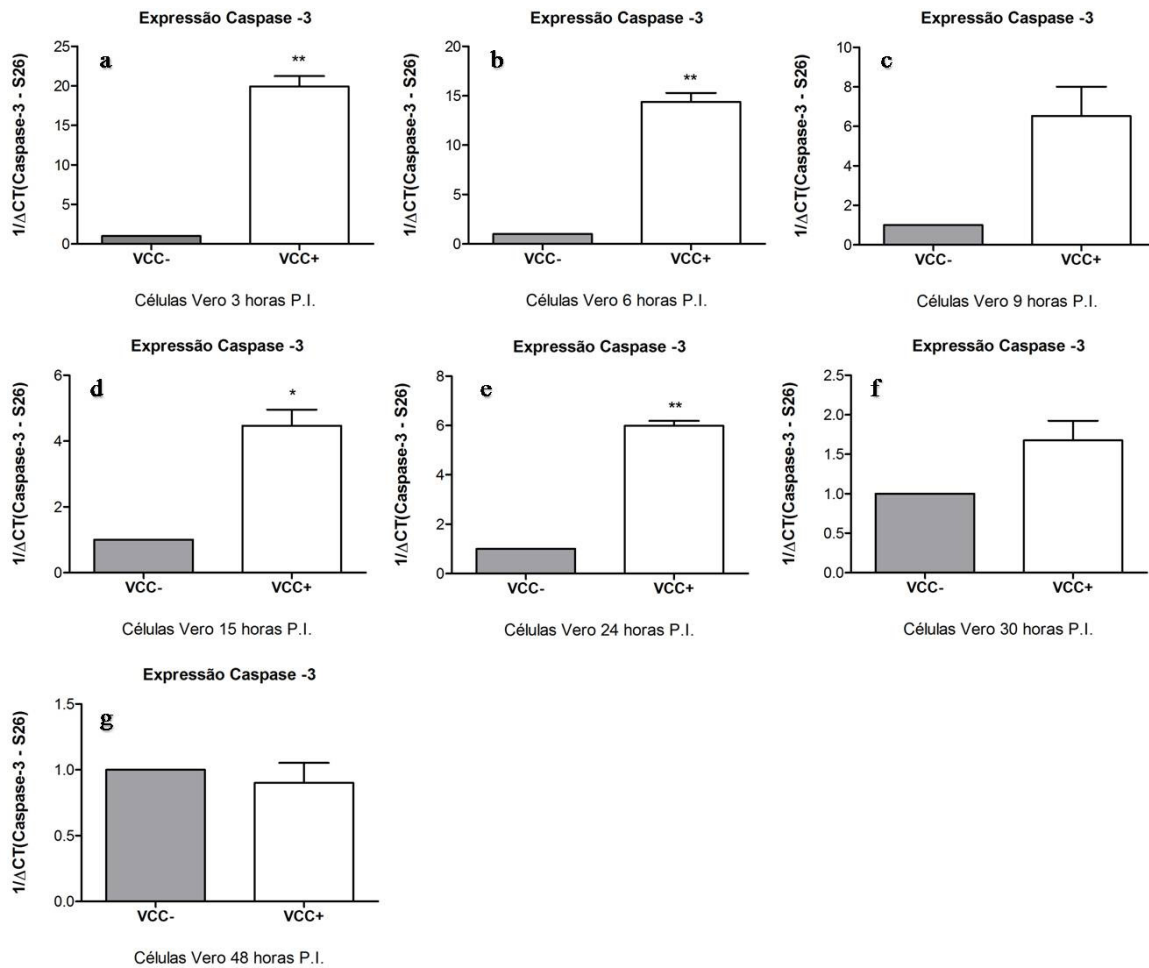 Expressão Caspase -3
a
1/ΔCT(Caspase-3 - S26)
25
20
15
10
5
0
**
VCC-
VCC+
Células Vero 3 horas P.I.
Expressão Caspase -3
b
1/ΔCT(Caspase-3 - S26)
20
15
10
5
0
**
VCC-
VCC+
Células Vero 6 horas P.I.
Expressão Caspase -3
c
1/ΔCT(Caspase-3 - S26)
10
8
6
4
2
0
VCC-
VCC+
Células Vero 9 horas P.I.
Expressão Caspase -3
d
1/ΔCT(Caspase-3 - S26)
6
4
2
0
*
VCC-
VCC+
Células Vero 15 horas P.I.
Expressão Caspase -3
e
1/ΔCT(Caspase-3 - S26)
8
6
4
2
0
**
VCC-
VCC+
Células Vero 24 horas P.I.
Expressão Caspase -3
f
1/ΔCT(Caspase-3 - S26)
2.5
2.0
1.5
1.0
0.5
0.0
VCC-
VCC+
Células Vero 30 horas P.I.
Expressão Caspase -3
g
1/ΔCT(Caspase-3 - S26)
1.5
1.0
0.5
0.0
VCC-
VCC+
Células Vero 48 horas P.I.